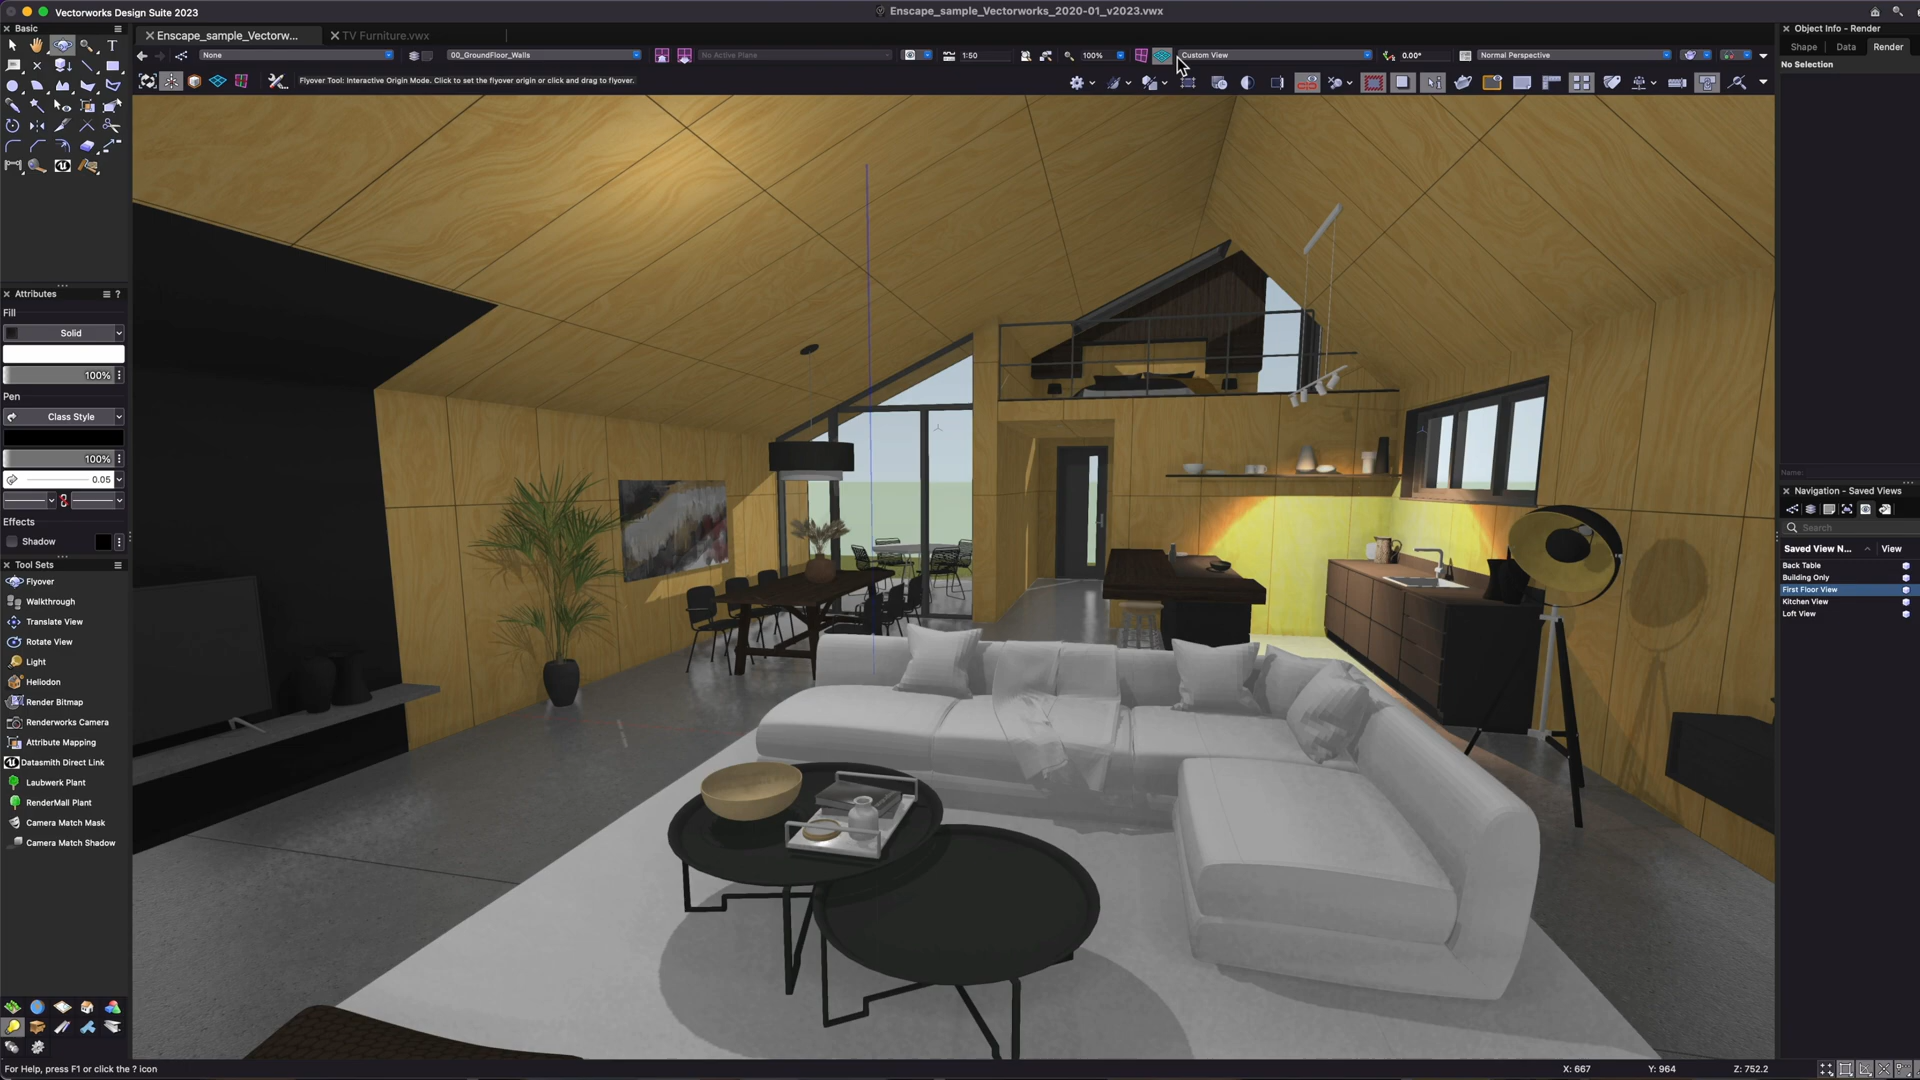 Vectorworks Design Suite 2023
Enscape_sample_Vectorworks_2020-01_v2023.vwx
Basic
Enscape_sample_Vectorw...
TV Furniture.vwx
Object Info - Render
Shape
Data
Render
None
00_GroundFloor_Walls
No Active Plane
1:50
100%
Custom View
0.00°
Normal Perspective
No Selection
Flyover Tool: Interactive Origin Mode. Click to set the flyover origin or click and drag to flyover.
Attributes
?
Fill
Solid
100%
Pen
Class Style
100%
0.05
Effects
Shadow
Tool Sets
Flyover
Walkthrough
Translate View
Rotate View
Light
Heliodon
Render Bitmap
Renderworks Camera
Attribute Mapping
Datasmith Direct Link
Laubwerk Plant
RenderMall Plant
Camera Match Mask
Camera Match Shadow
Name:
Navigation - Saved Views
Search
Saved View N...
View
Back Table
Building Only
First Floor View
Kitchen View
Loft View
For Help, press F1 or click the ? icon
X: 667
Y: 964
Z: 752.2